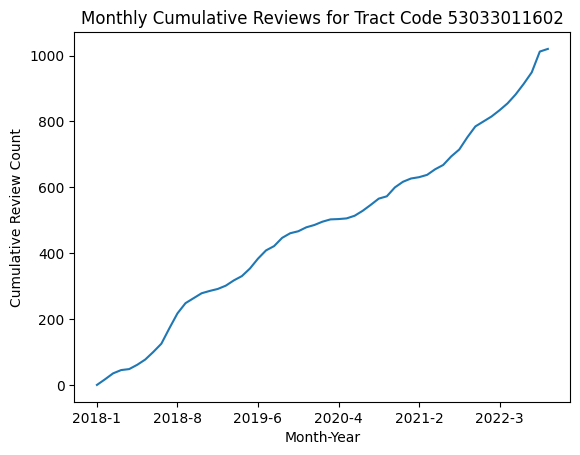 Monthly Cumulative Reviews for Tract Code 53033011602
1000
800
600
400
200
0
Cumulative Review Count
2018-1 2018-8 2019-6 2020-4 2021-2 2022-3
Month-Year